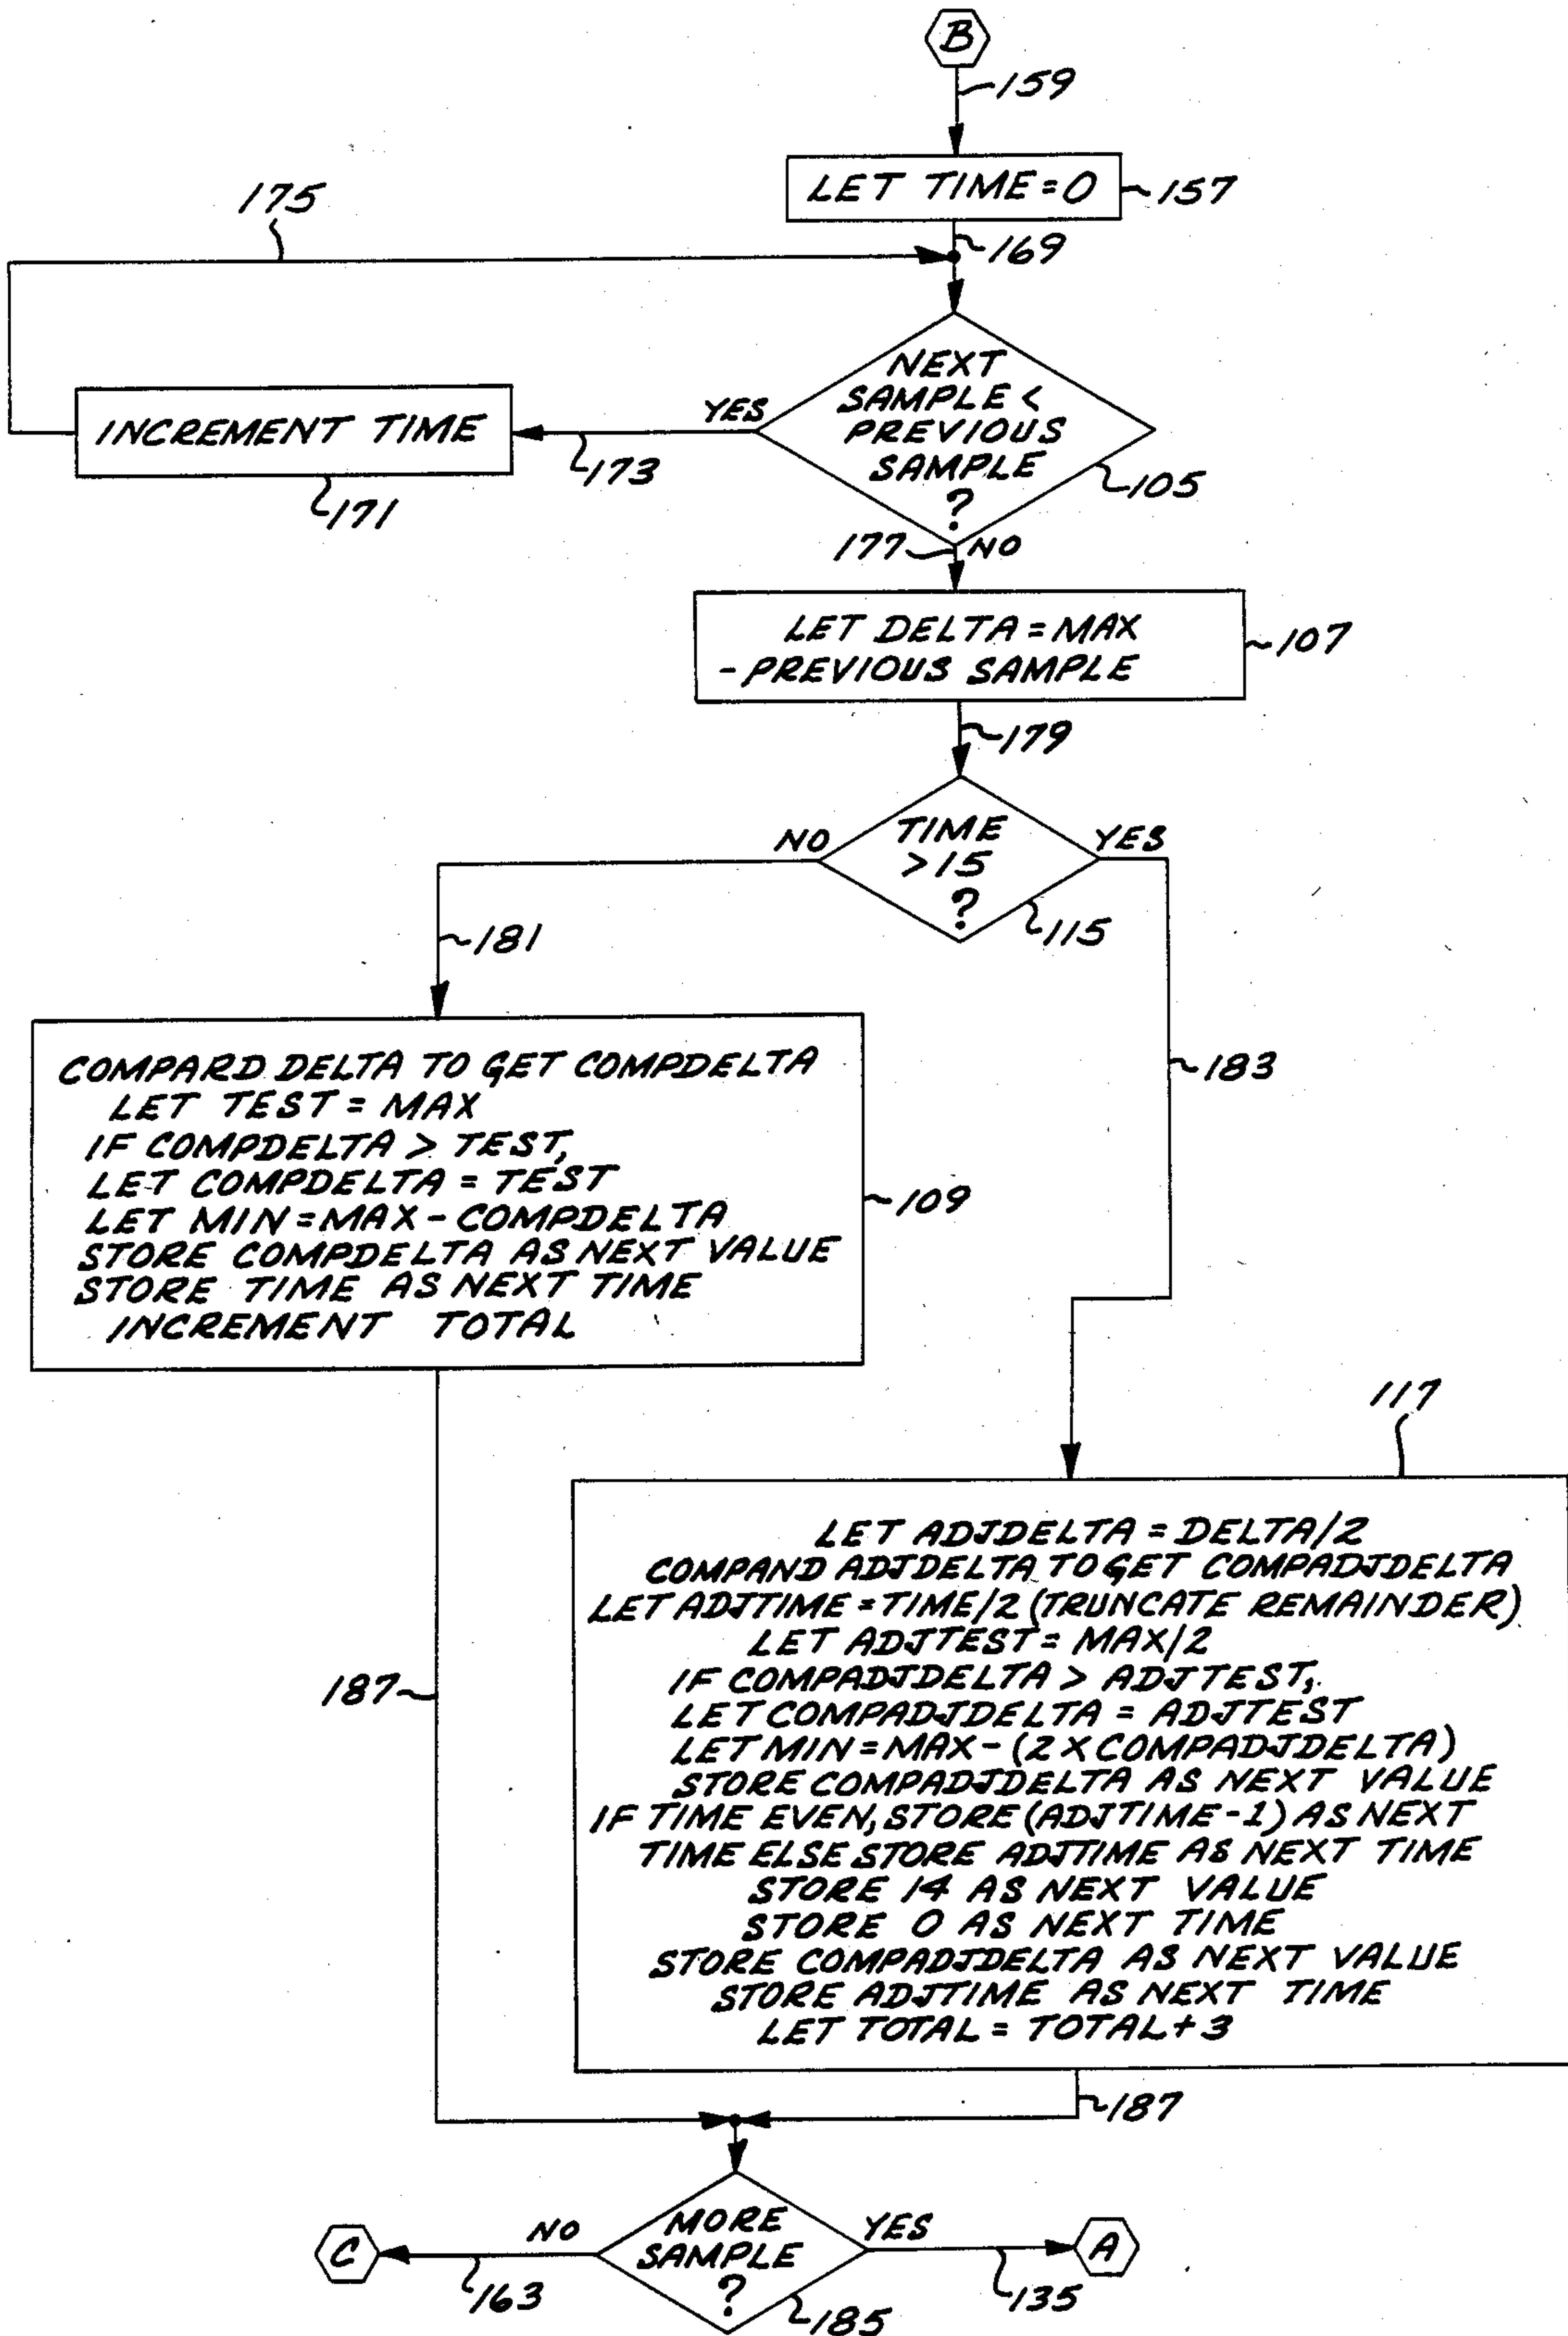 B
159
LET TIME = 0
157
175
169
NEXT
SAMPLE <
PREVIOUS
SAMPLE
?
YES
INCREMENT TIME
173
105
171
177
NO
LET DELTA = MAX
- PREVIOUS SAMPLE
107
179
TIME
> 15
?
NO
YES
115
181
183
COMPARD DELTA TO GET COMPDELTA
LET TEST = MAX
IF COMPDELTA > TEST,
LET COMPDELTA = TEST
LET MIN = MAX - COMPDELTA
STORE COMPDELTA AS NEXT VALUE
STORE TIME AS NEXT TIME
INCREMENT TOTAL
109
117
LET ADJDELTA = DELTA/2
COMPAND ADJDELTA TO GET COMPADJDELTA
LET ADJTIME = TIME/2 (TRUNCATE REMAINDER)
LET ADJTEST = MAX/2
IF COMPADJDELTA > ADJTEST,
LET COMPADJDELTA = ADJTEST
LET MIN = MAX - (2 X COMPADJDELTA)
STORE COMPADJDELTA AS NEXT VALUE
IF TIME EVEN, STORE (ADJTIME - 1) AS NEXT
TIME ELSE STORE ADJTIME AS NEXT TIME
STORE 14 AS NEXT VALUE
STORE 0 AS NEXT TIME
STORE COMPADJDELTA AS NEXT VALUE
STORE ADJTIME AS NEXT TIME
LET TOTAL = TOTAL + 3
187
187
MORE
SAMPLE
?
NO
YES
C
A
163
185
135